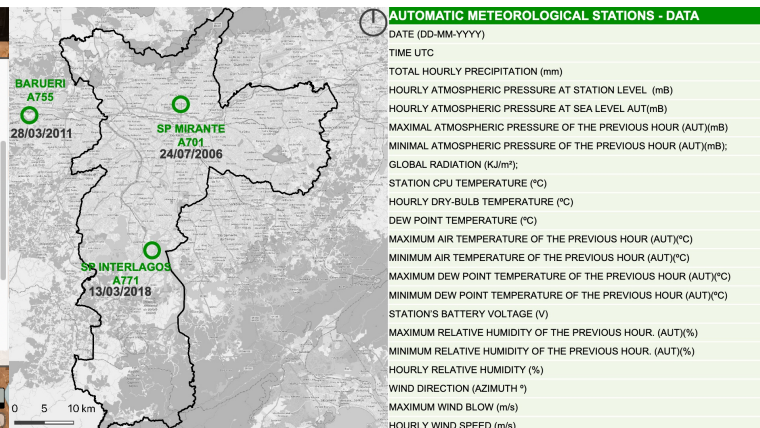 BARUERI
A755
28/03/2011
SP MIRANTE
A701
24/07/2006
SP INTERLAGOS
A771
13/03/2018
0 5 10 km
AUTOMATIC METEOROLOGICAL STATIONS - DATA
DATE (DD-MM-YYYY)
TIME UTC
TOTAL HOURLY PRECIPITATION (mm)
HOURLY ATMOSPHERIC PRESSURE AT STATION LEVEL (mB)
HOURLY ATMOSPHERIC PRESSURE AT SEA LEVEL AUT(mB)
MAXIMAL ATMOSPHERIC PRESSURE OF THE PREVIOUS HOUR (AUT)(mB)
MINIMAL ATMOSPHERIC PRESSURE OF THE PREVIOUS HOUR (AUT)(mB);
GLOBAL RADIATION (KJ/m²);
STATION CPU TEMPERATURE (ºC)
HOURLY DRY-BULB TEMPERATURE (ºC)
DEW POINT TEMPERATURE (ºC)
MAXIMUM AIR TEMPERATURE OF THE PREVIOUS HOUR (AUT)(ºC)
MINIMUM AIR TEMPERATURE OF THE PREVIOUS HOUR (AUT)(ºC)
MAXIMUM DEW POINT TEMPERATURE OF THE PREVIOUS HOUR (AUT)(ºC)
MINIMUM DEW POINT TEMPERATURE OF THE PREVIOUS HOUR (AUT)(ºC)
STATION'S BATTERY VOLTAGE (V)
MAXIMUM RELATIVE HUMIDITY OF THE PREVIOUS HOUR. (AUT)(%)
MINIMUM RELATIVE HUMIDITY OF THE PREVIOUS HOUR. (AUT)(%)
HOURLY RELATIVE HUMIDITY (%)
WIND DIRECTION (AZIMUTH º)
MAXIMUM WIND BLOW (m/s)
HOURLY WIND SPEED (m/s)